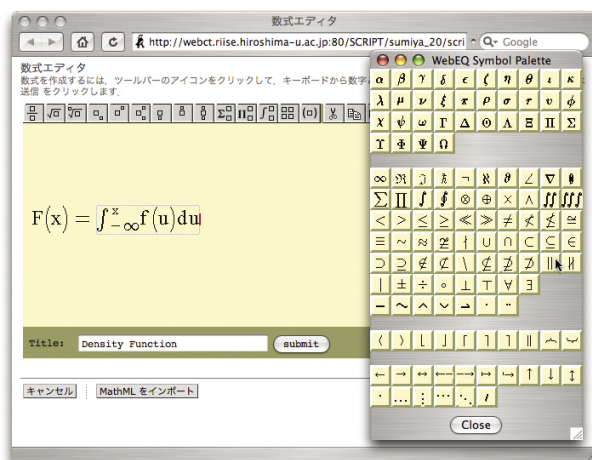 数式エディタ
http://webct.riise.hiroshima-u.ac.jp:80/SCRIPT/sumiya_20/scri
Google
数式エディタ
数式を作成するには、ツールバーのアイコンをクリックして、キーボードから数字
送信 をクリックします.
F(x) = ∫_{-∞}^{x} f(u)du
Title: Density Function submit
キャンセル MathML をインポート
WebEQ Symbol Palette
α β γ δ ϵ ζ η θ ι κ
λ μ ν ξ π ρ σ τ υ ϕ
χ ψ ω Γ Δ Θ Λ Ξ Π Σ
ϒ Φ Ψ Ω
Close